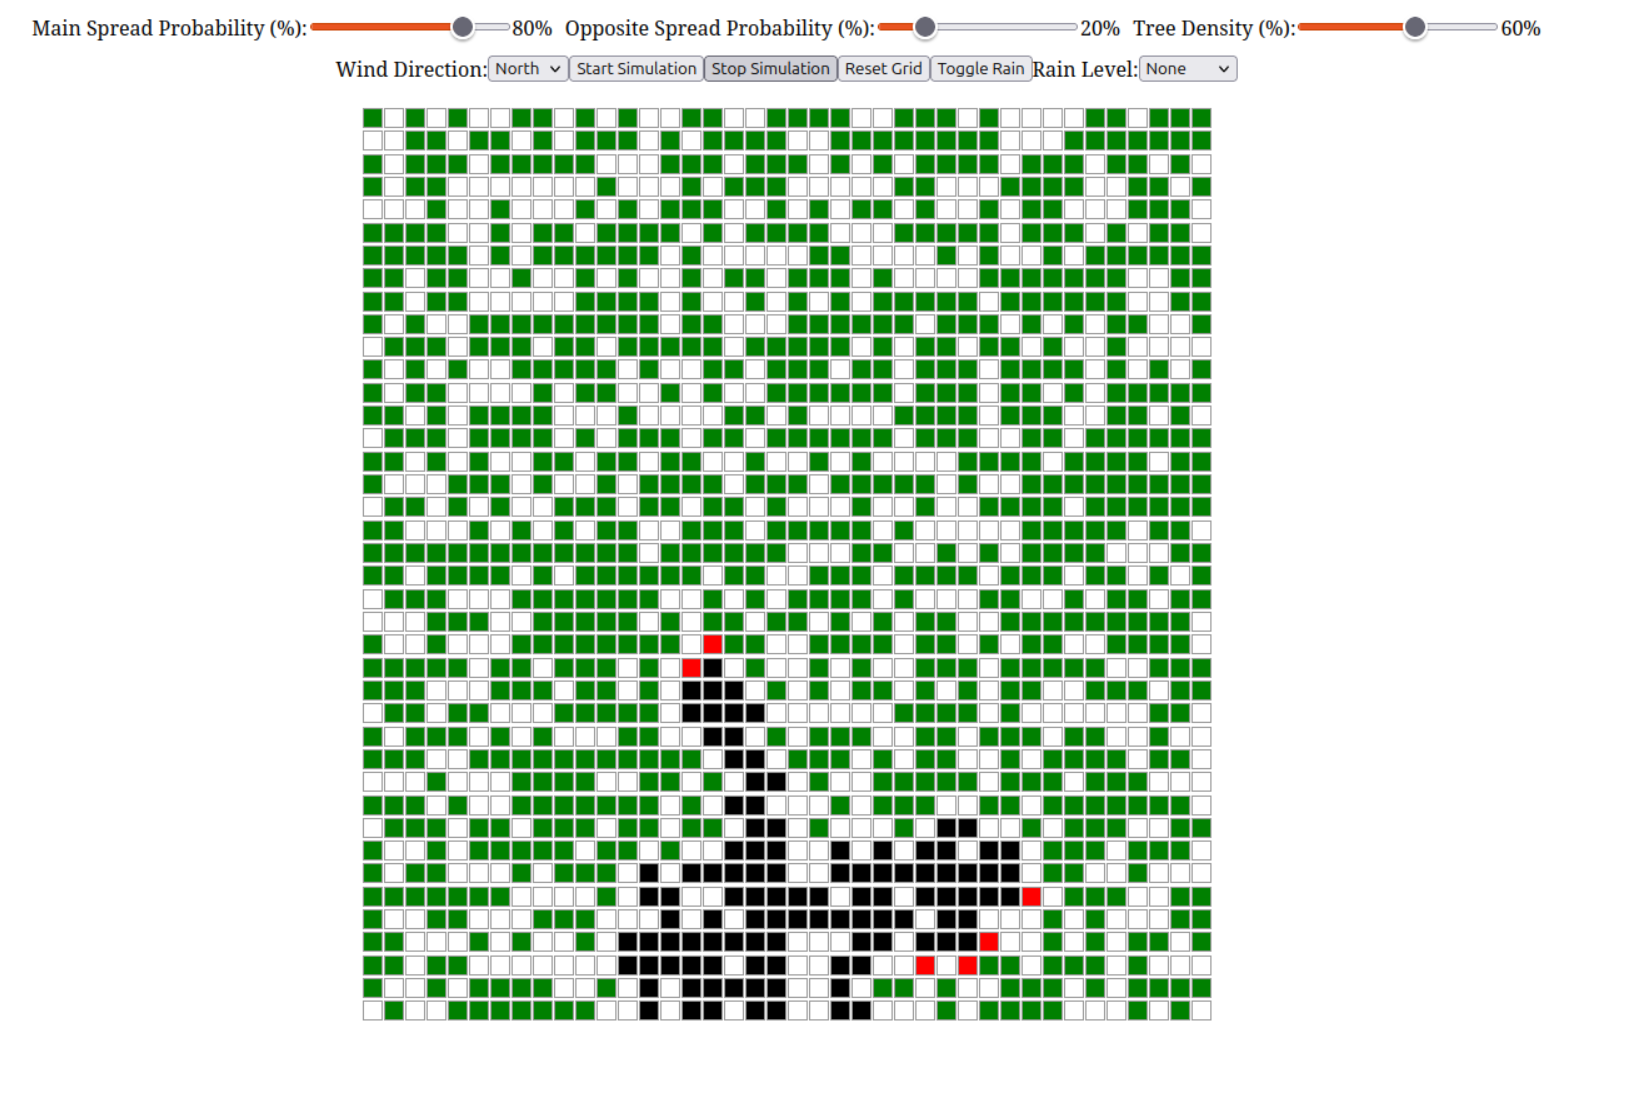 Main Spread Probability (%): 80% Opposite Spread Probability (%): 20% Tree Density (%): 60%
Wind Direction: North Start Simulation Stop Simulation Reset Grid Toggle Rain Rain Level: None